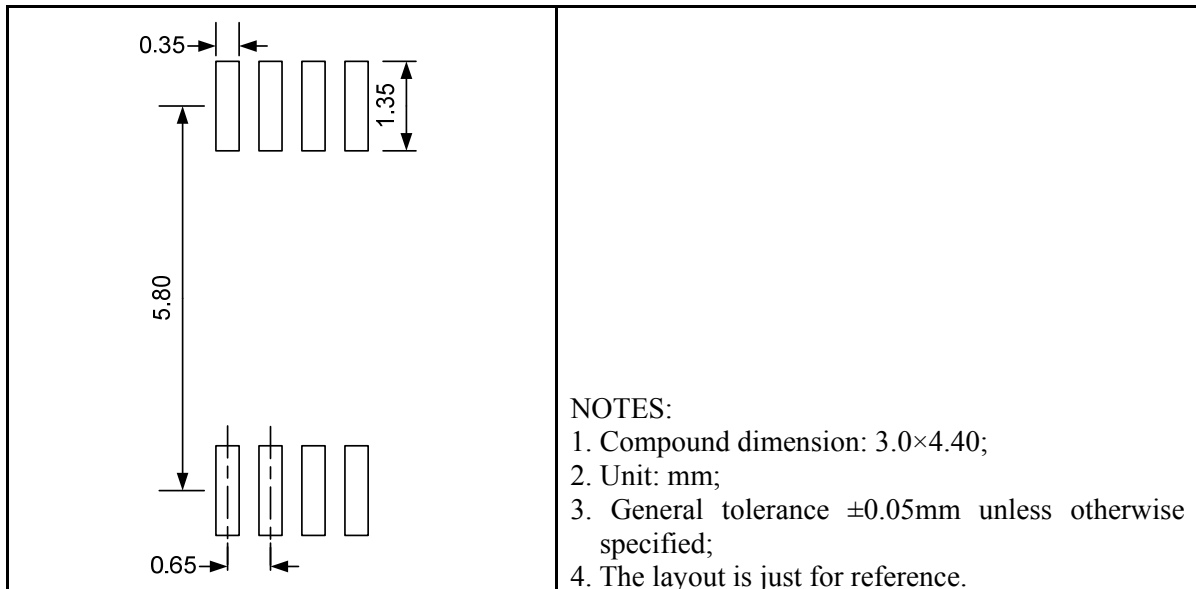 0.35
1.35
5.80
0.65
NOTES:
1. Compound dimension: 3.0×4.40;
2. Unit: mm;
3. General tolerance ±0.05mm unless otherwise
specified;
4. The layout is just for reference.